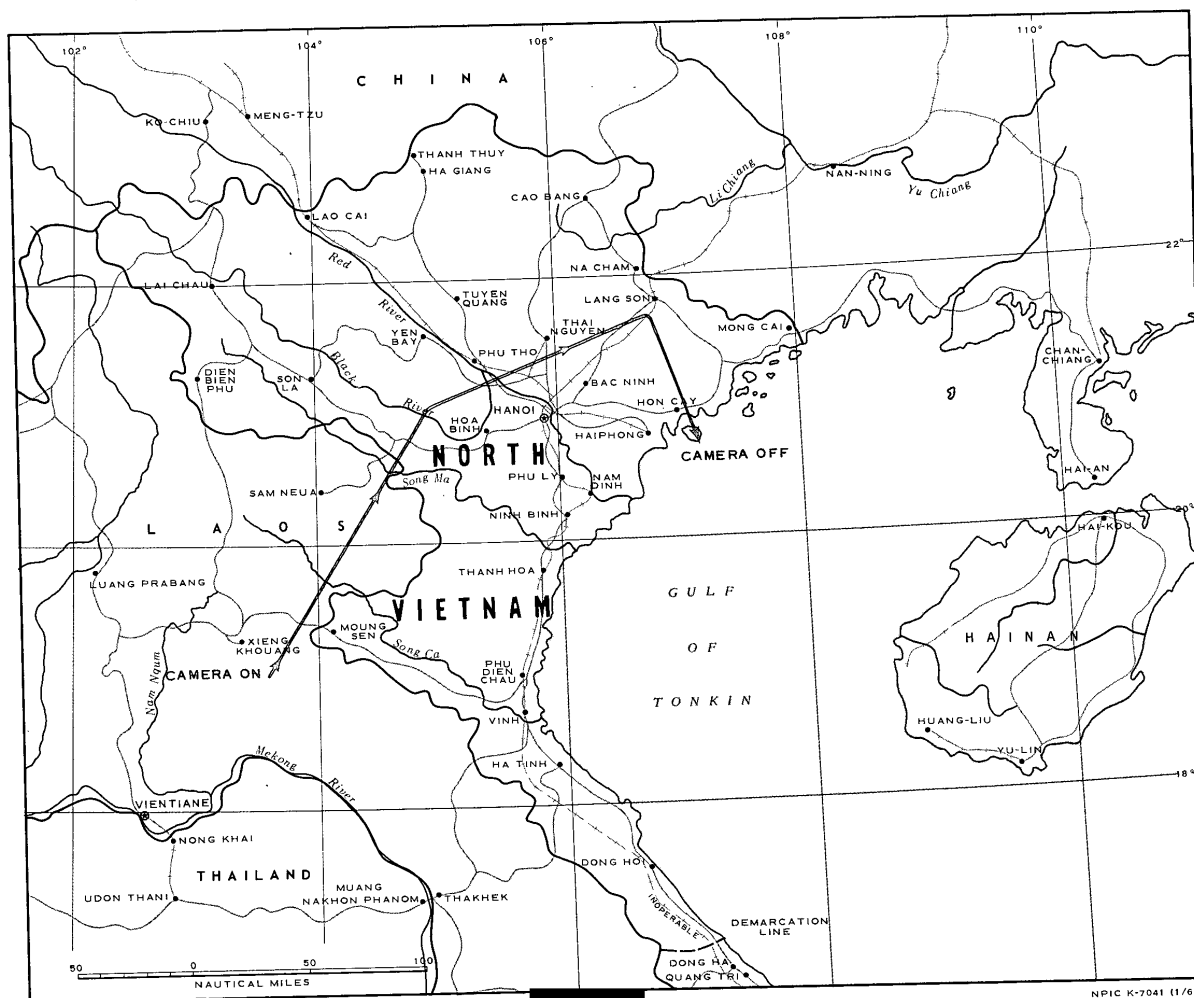 102°
104°
106°
108°
110°
CHINA
KO-CHIU
MENG-TZU
THANH THUY
HA GIANG
CAO BANG
Li Chiang
NAN-NING
Yu Chiang
LAO CAI
Red
River
NA CHAM
22°
LAI CHAU
TUYEN
QUANG
LANG SON
THAI
NGUYEN
MONG CAI
YEN
BAY
PHU THO
CHAN-
CHIANG
Black
River
DIEN
BIEN
PHU
SON
LA
BAC NINH
HANOI
HON CAY
HOA
BINH
HAIPHONG
CAMERA OFF
NORTH
Song Ma
PHU LY
NAM
DINH
HAI-AN
SAM NEUA
NINH BINH
20°
LAOS
HAI-KOU
LUANG PRABANG
THANH HOA
GULF
OF
TONKIN
VIETNAM
HAINAN
MOUNG
SEN
Song Ca
XIENG
KHOUANG
CAMERA ON
Nam Ngum
PHU
DIEN
CHAU
VINH
HUANG-LIU
YU-LIN
HA TINH
18°
Mekong
River
VIENTIANE
NONG KHAI
THAILAND
DONG HOI
UDON THANI
MUANG
NAKHON PHANOM
THAKHEK
INOPERABLE
DEMARCATION
LINE
DONG HA
QUANG TRI
50
0
50
100
NAUTICAL MILES
NPIC K-7041 (1/6